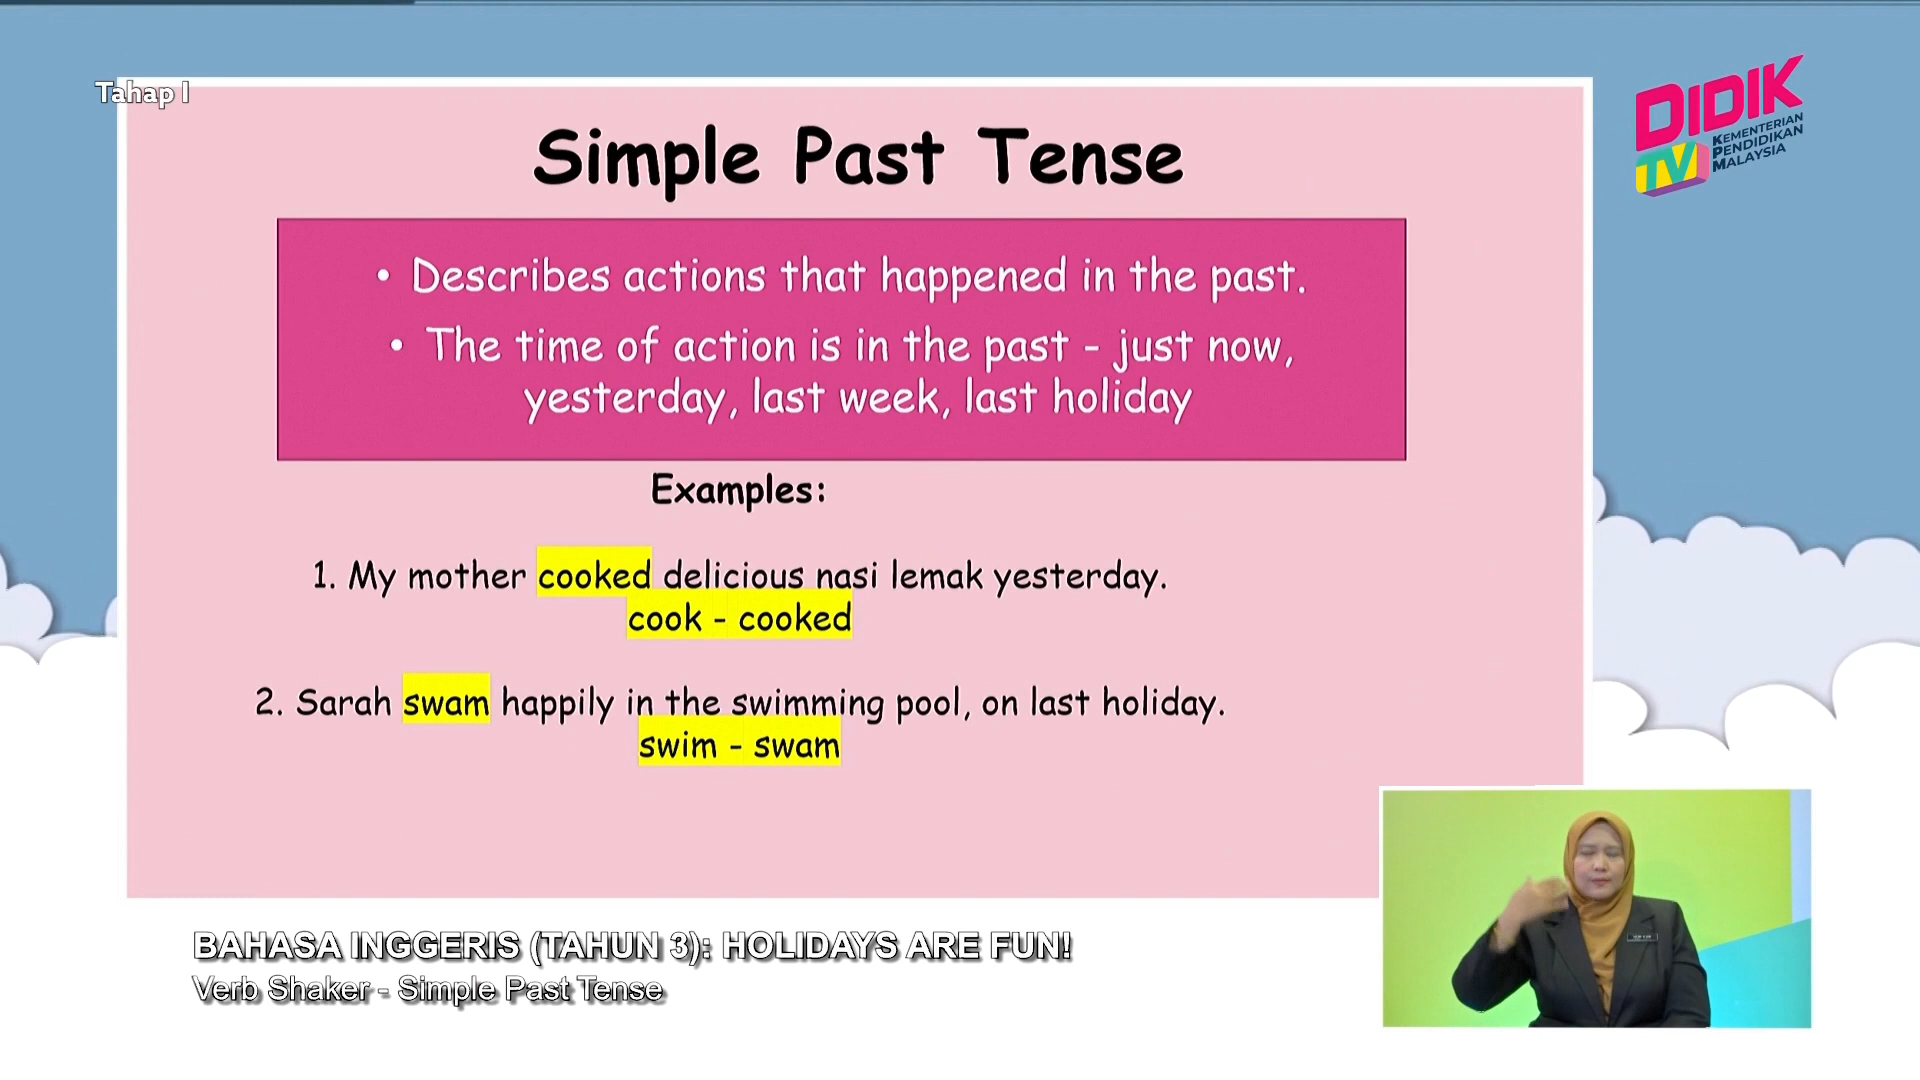 Tahap I
DIDIK
TV
KEMENTERIAN
PENDIDIKAN
MALAYSIA
Simple Past Tense
• Describes actions that happened in the past.
• The time of action is in the past - just now,
yesterday, last week, last holiday
Examples:
1. My mother cooked delicious nasi lemak yesterday.
cook - cooked
2. Sarah swam happily in the swimming pool, on last holiday.
swim - swam
BAHASA INGGERIS (TAHUN 3): HOLIDAYS ARE FUN!
Verb Shaker - Simple Past Tense